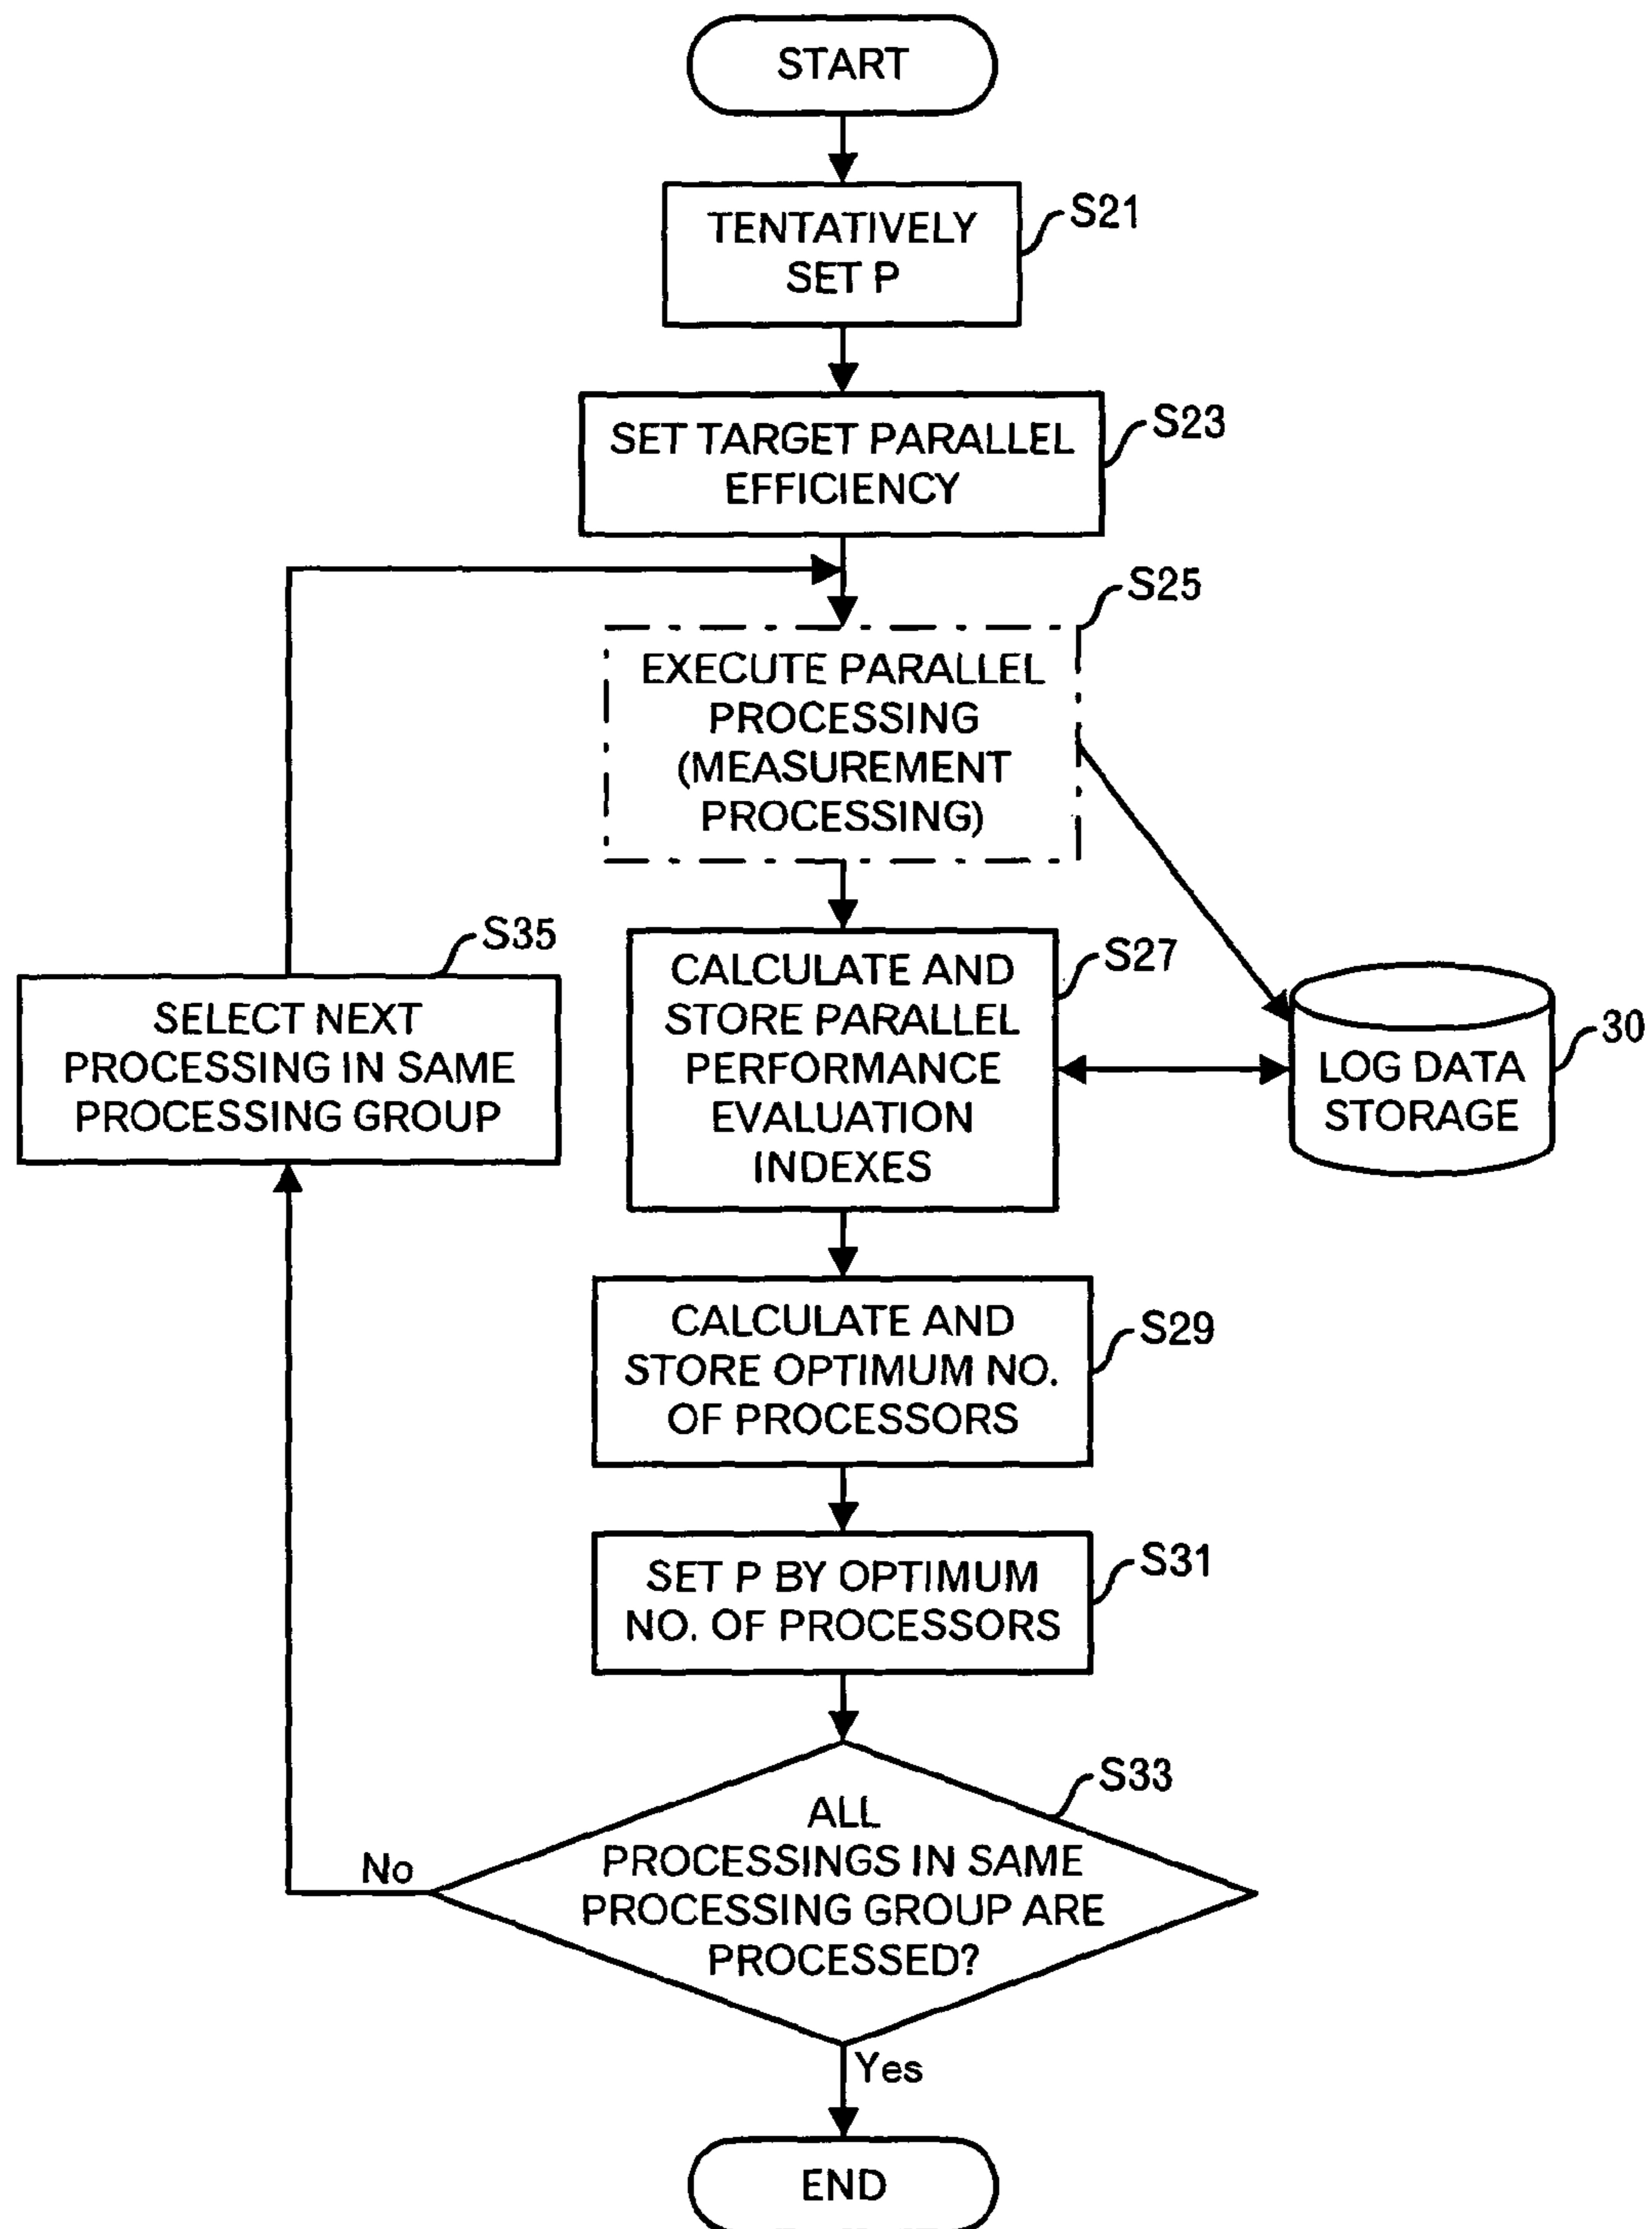 START
TENTATIVELY
SET P
S21
SET TARGET PARALLEL
EFFICIENCY
S23
EXECUTE PARALLEL
PROCESSING
(MEASUREMENT
PROCESSING)
S25
CALCULATE AND
STORE PARALLEL
PERFORMANCE
EVALUATION
INDEXES
S27
LOG DATA
STORAGE
30
SELECT NEXT
PROCESSING IN SAME
PROCESSING GROUP
S35
CALCULATE AND
STORE OPTIMUM NO.
OF PROCESSORS
S29
SET P BY OPTIMUM
NO. OF PROCESSORS
S31
ALL
PROCESSINGS IN SAME
PROCESSING GROUP ARE
PROCESSED?
S33
No
Yes
END